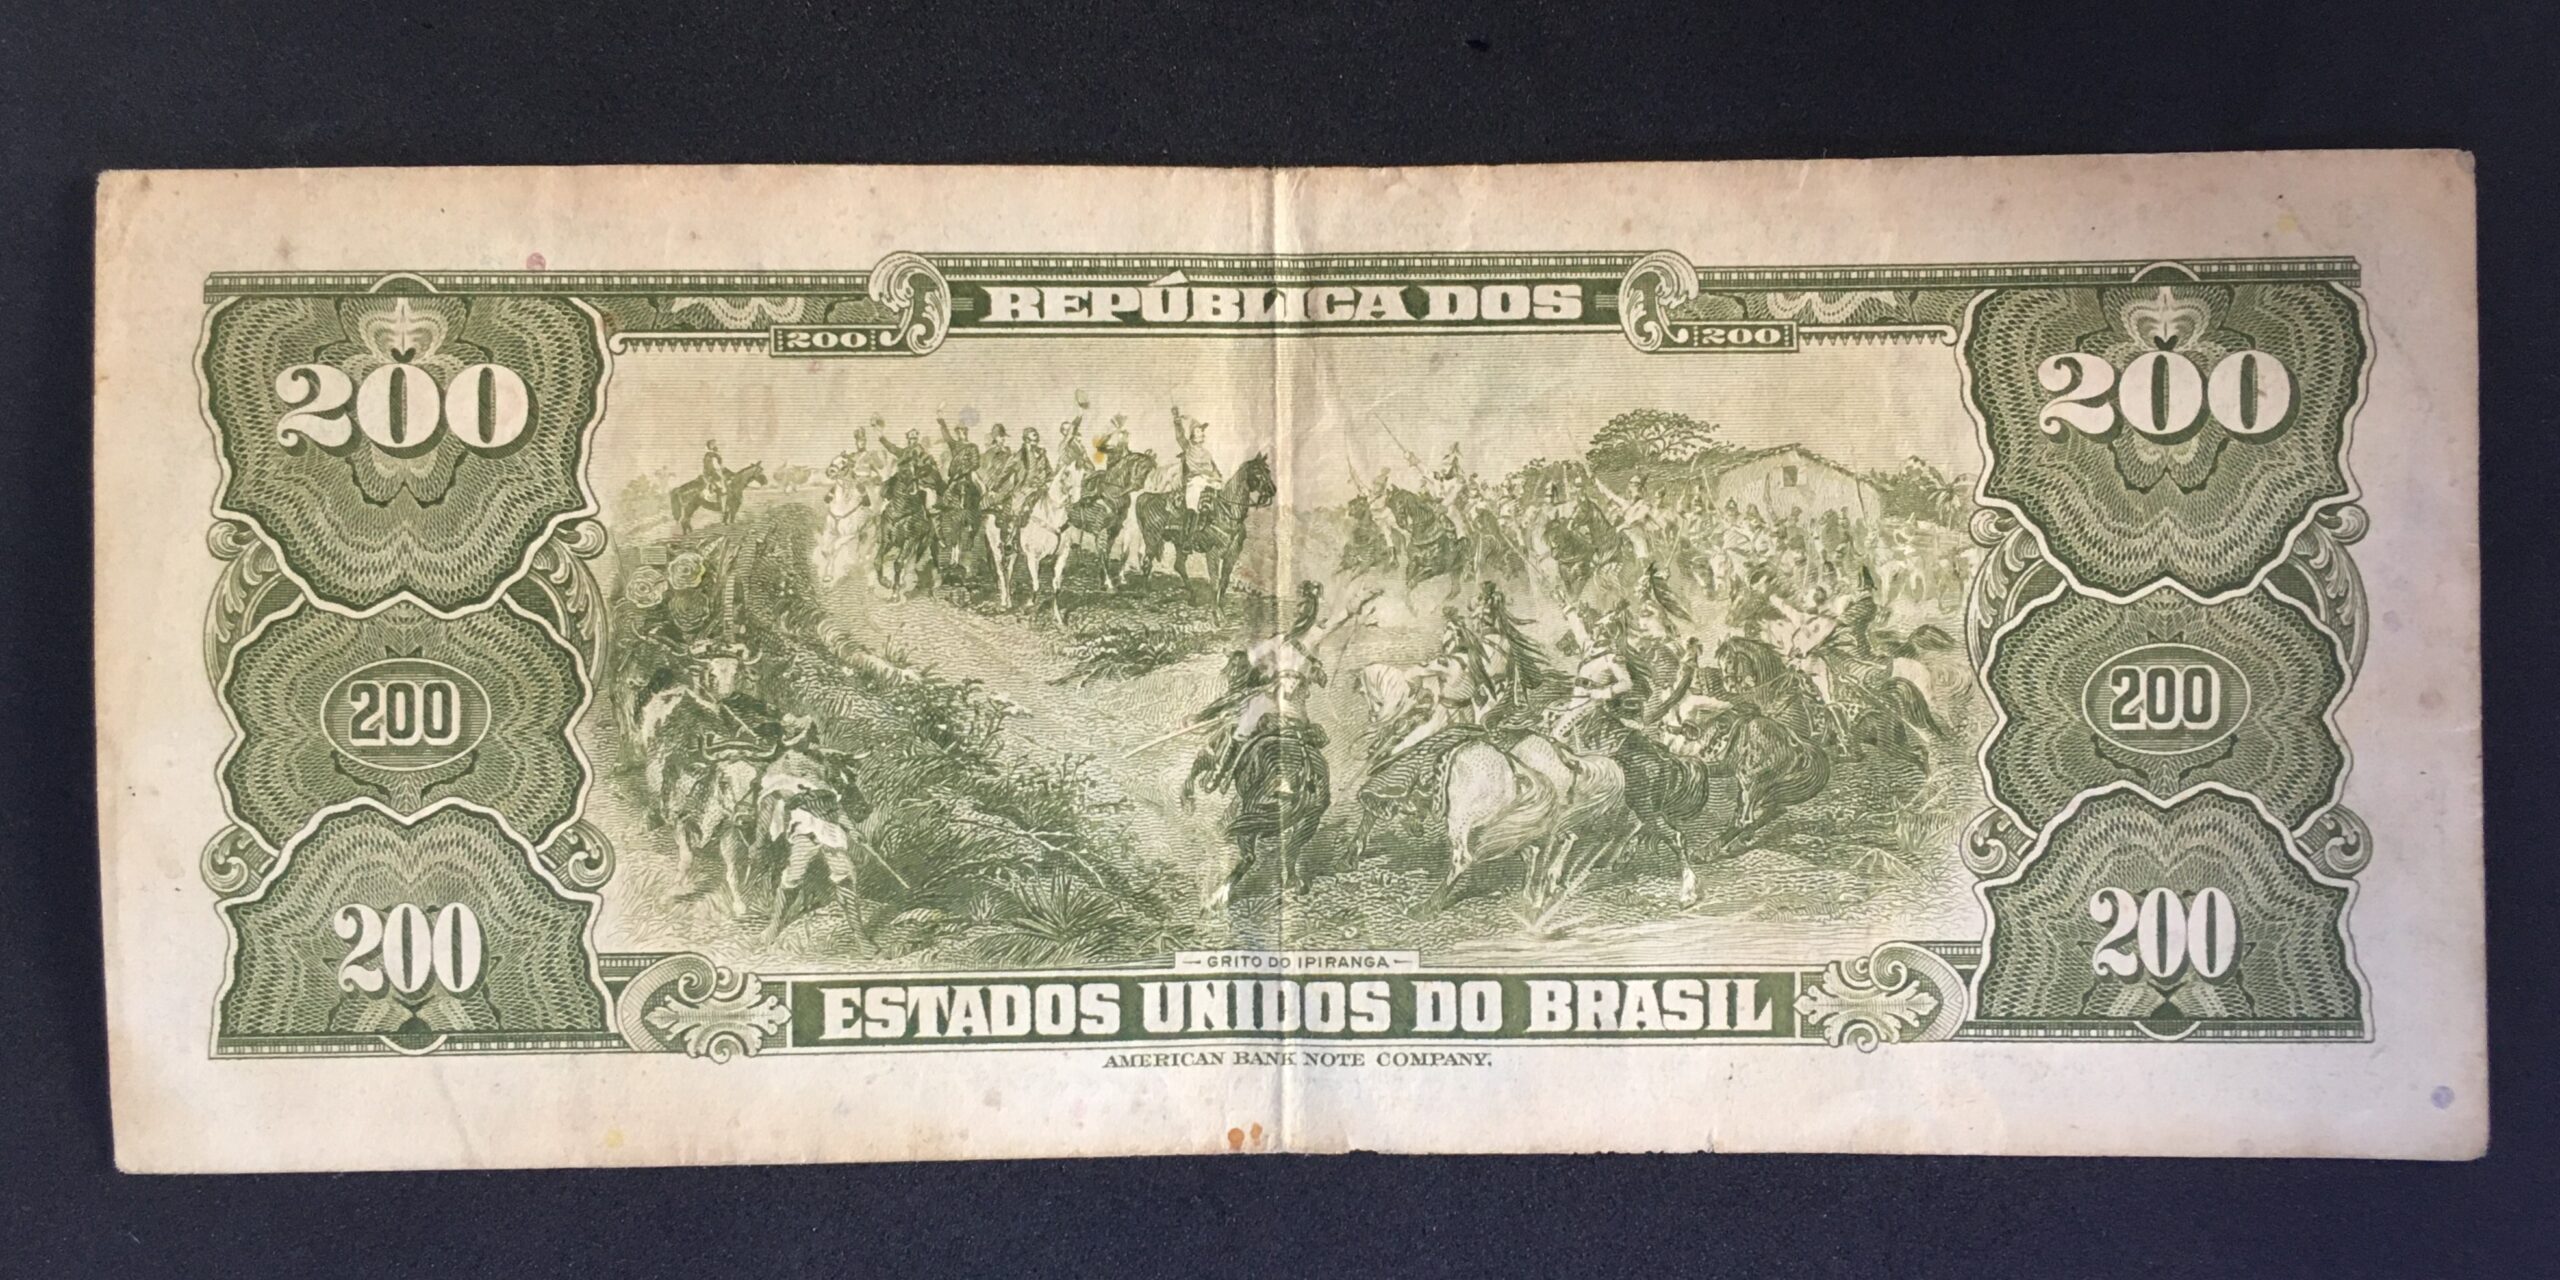 REPÚBLICA DOS
200 200
200 200
200 200
200 200
GRITO DO IPIRANGA
ESTADOS UNIDOS DO BRASIL
AMERICAN BANK NOTE COMPANY.